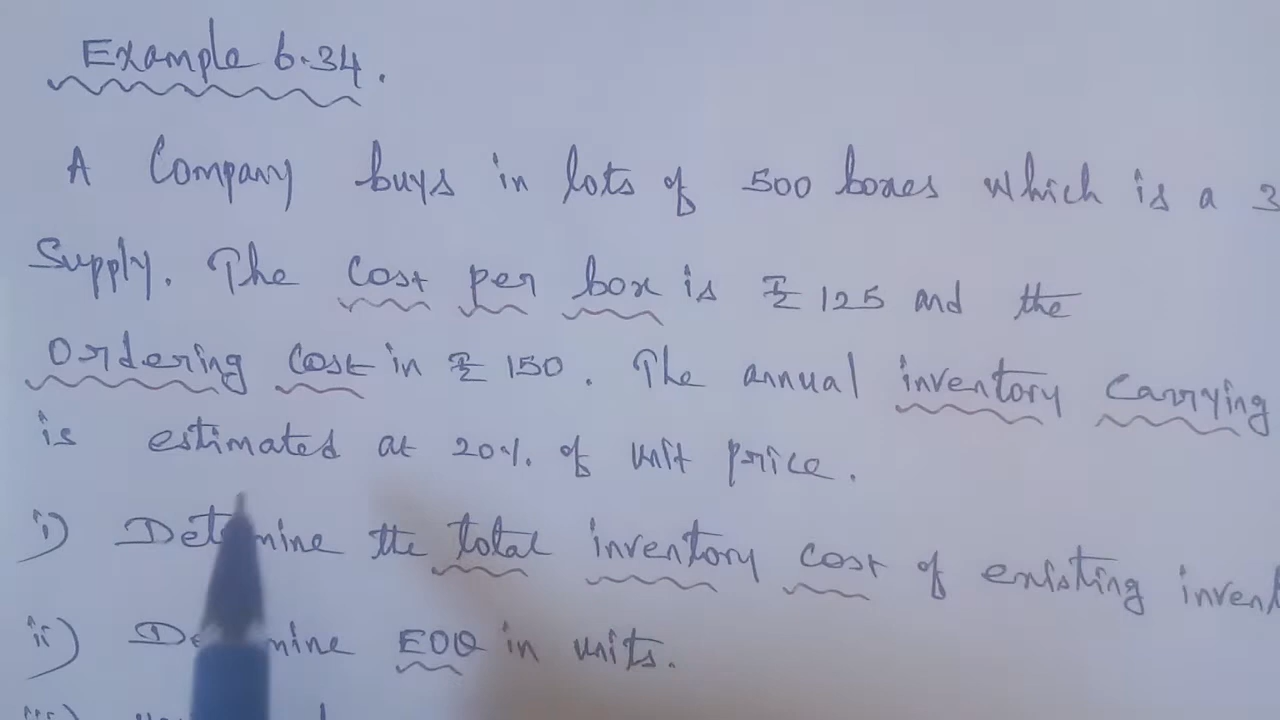 Example 6.34.
A Company buys in lots of 500 boxes which is a 3
Supply. The cost per box is ₹ 125 and the
Ordering cost in ₹ 150. The annual inventory carrying
is estimated at 20%. of unit price.
i) Determine the total inventory cost of existing invent
ii) EOQ in units.